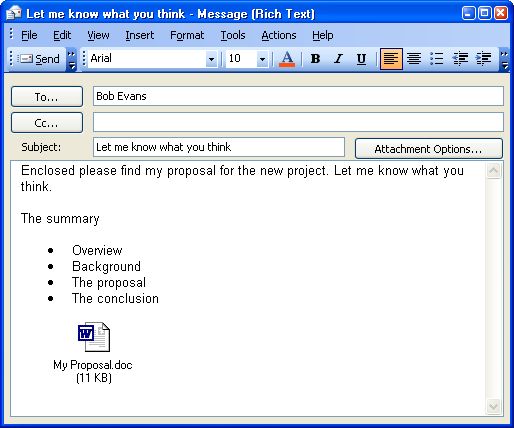 Let me know what you think - Message (Rich Text)
File Edit View Insert Format Tools Actions Help
Send Arial 10 A B I U
To... Bob Evans
Cc...
Subject: Let me know what you think Attachment Options...
Enclosed please find my proposal for the new project. Let me know what you
think.
The summary
• Overview
• Background
• The proposal
• The conclusion
W
My Proposal.doc
(11 KB)